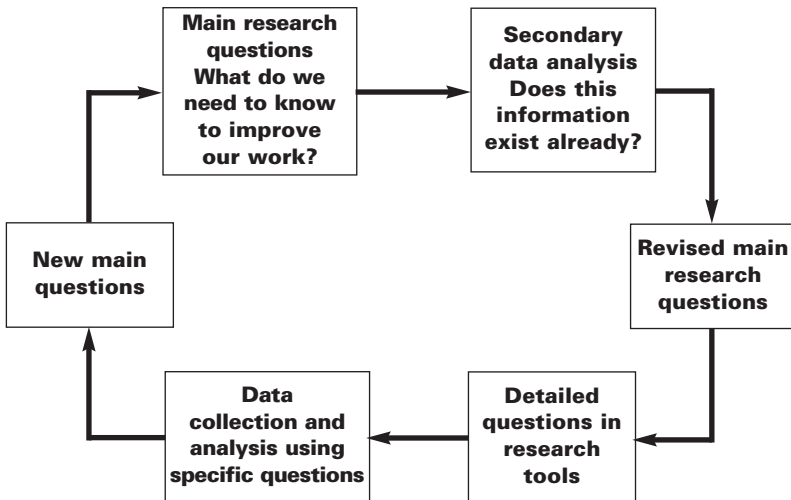 Main research
questions
What do we
need to know
to improve
our work?
Secondary
data analysis
Does this
information
exist already?
Revised main
research
questions
Detailed
questions in
research
tools
Data
collection and
analysis using
specific questions
New main
questions